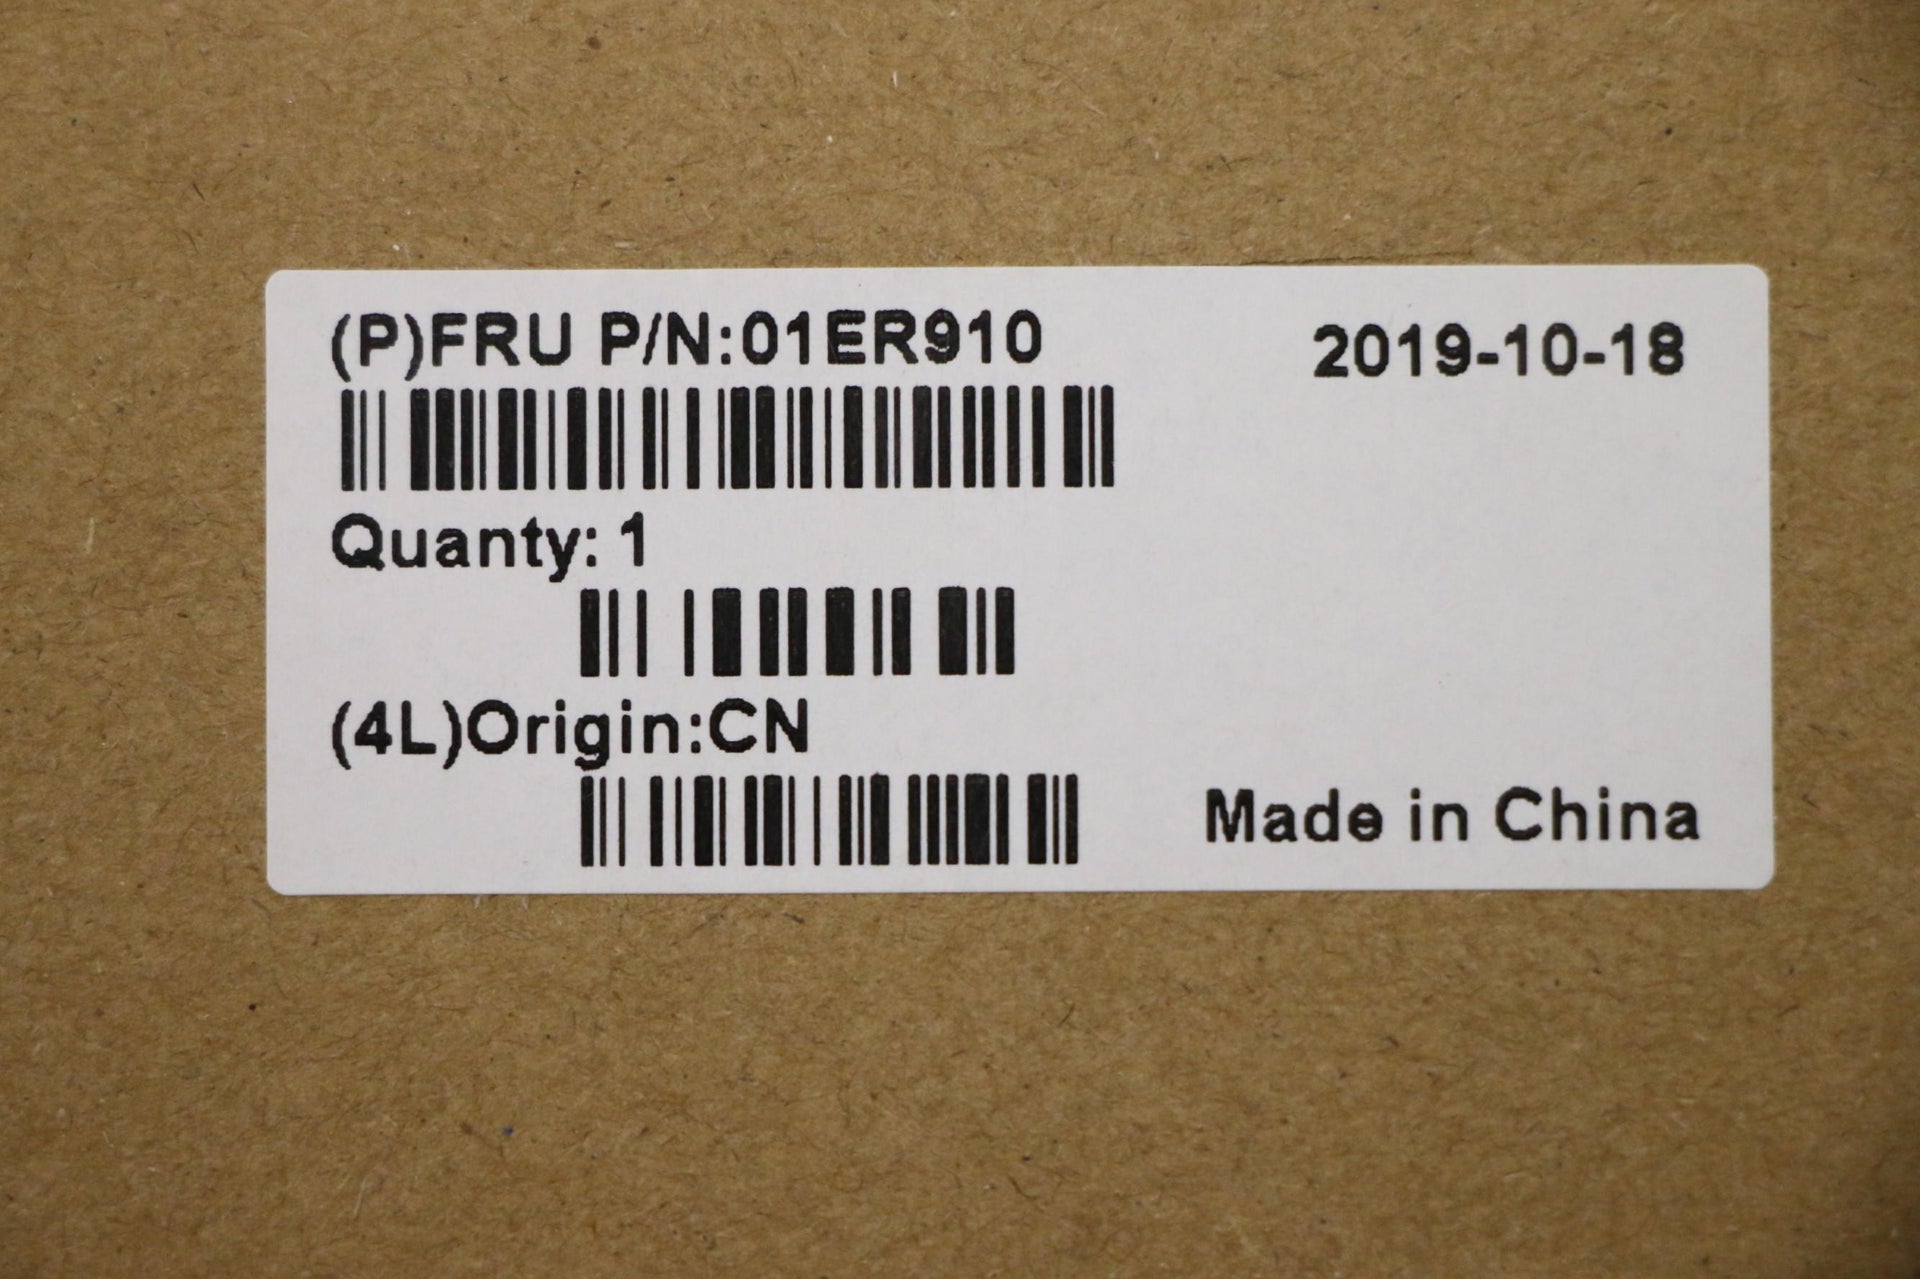 (P)FRU P/N:01ER910
2019-10-18
Quanty: 1
(4L)Origin:CN
Made in China